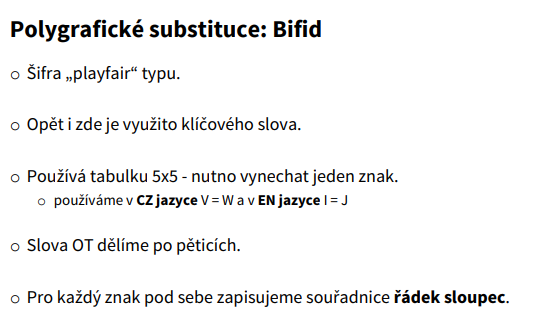 Polygrafické substituce: Bifid
○ Šifra „playfair“ typu.
○ Opět i zde je využito klíčového slova.
○ Používá tabulku 5x5 - nutno vynechat jeden znak.
○ používáme v CZ jazyce V = W a v EN jazyce I = J
○ Slova OT dělíme po pěticích.
○ Pro každý znak pod sebe zapisujeme souřadnice řádek sloupec.